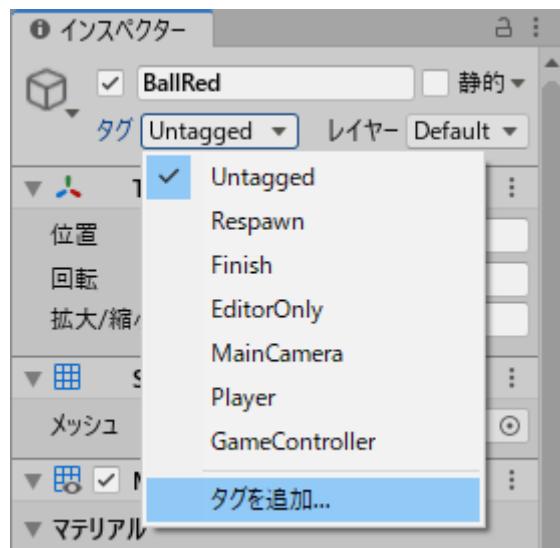 インスペクター
BallRed 静的
タグ Untagged レイヤー Default
Untagged
Respawn
位置
Finish
回転
EditorOnly
拡大/縮
MainCamera
Player
メッシュ
GameController
タグを追加...
マテリアル